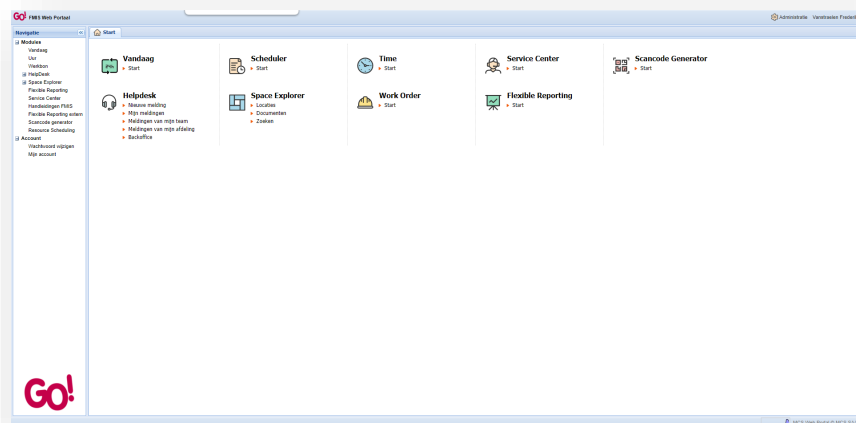 GO! FMIS Web Portaal
Administratie Vanstraelen Frederi
Navigatie
Start
Modules
Vandaag
Uur
Werkbon
HelpDesk
Space Explorer
Flexible Reporting
Service Center
Handleidingen FMIS
Flexible Reporting extern
Scancode generator
Resource Scheduling
Account
Wachtwoord wijzigen
Mijn account
Vandaag
Start
Scheduler
Start
Time
Start
Service Center
Start
Scancode Generator
Start
Helpdesk
Nieuwe melding
Mijn meldingen
Meldingen van mijn team
Meldingen van mijn afdeling
Backoffice
Space Explorer
Locaties
Documenten
Zoeken
Work Order
Start
Flexible Reporting
Start
GO!